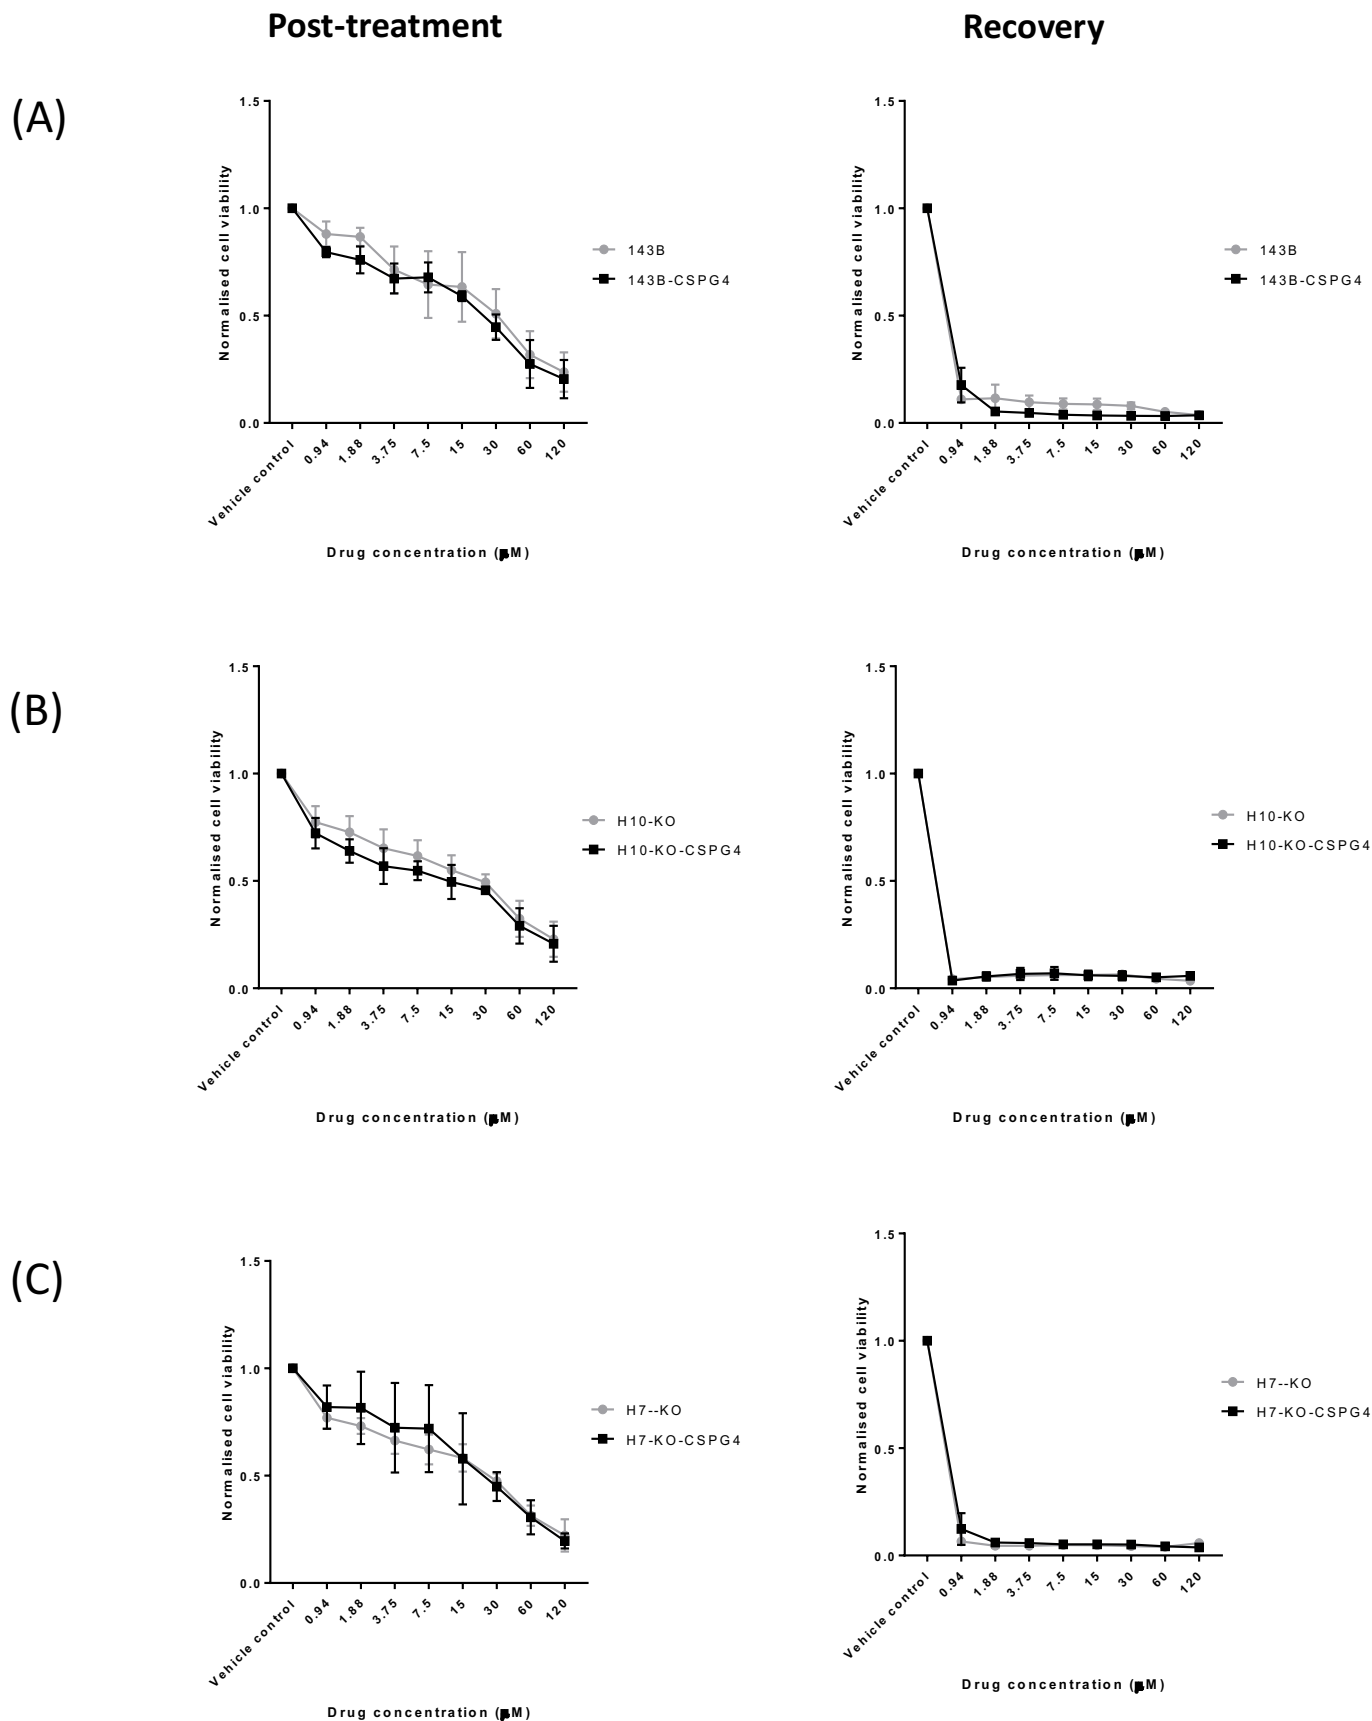 Post-treatment
Recovery
(A)
1.5
1.0
0.5
0.0
Normalised cell viability
Vehicle control
0.94
1.88
3.75
7.5
15
30
60
120
Drug concentration (μM)
143B
143B-CSPG4
1.5
1.0
0.5
0.0
Normalised cell viability
Vehicle control
0.94
1.88
3.75
7.5
15
30
60
120
Drug concentration (μM)
143B
143B-CSPG4
(B)
1.5
1.0
0.5
0.0
Normalised cell viability
Vehicle control
0.94
1.88
3.75
7.5
15
30
60
120
Drug concentration (μM)
H10-KO
H10-KO-CSPG4
1.5
1.0
0.5
0.0
Normalised cell viability
Vehicle control
0.94
1.88
3.75
7.5
15
30
60
120
Drug concentration (μM)
H10-KO
H10-KO-CSPG4
(C)
1.5
1.0
0.5
0.0
Normalised cell viability
Vehicle control
0.94
1.88
3.75
7.5
15
30
60
120
Drug concentration (μM)
H7--KO
H7-KO-CSPG4
1.5
1.0
0.5
0.0
Normalised cell viability
Vehicle control
0.94
1.88
3.75
7.5
15
30
60
120
Drug concentration (μM)
H7--KO
H7-KO-CSPG4